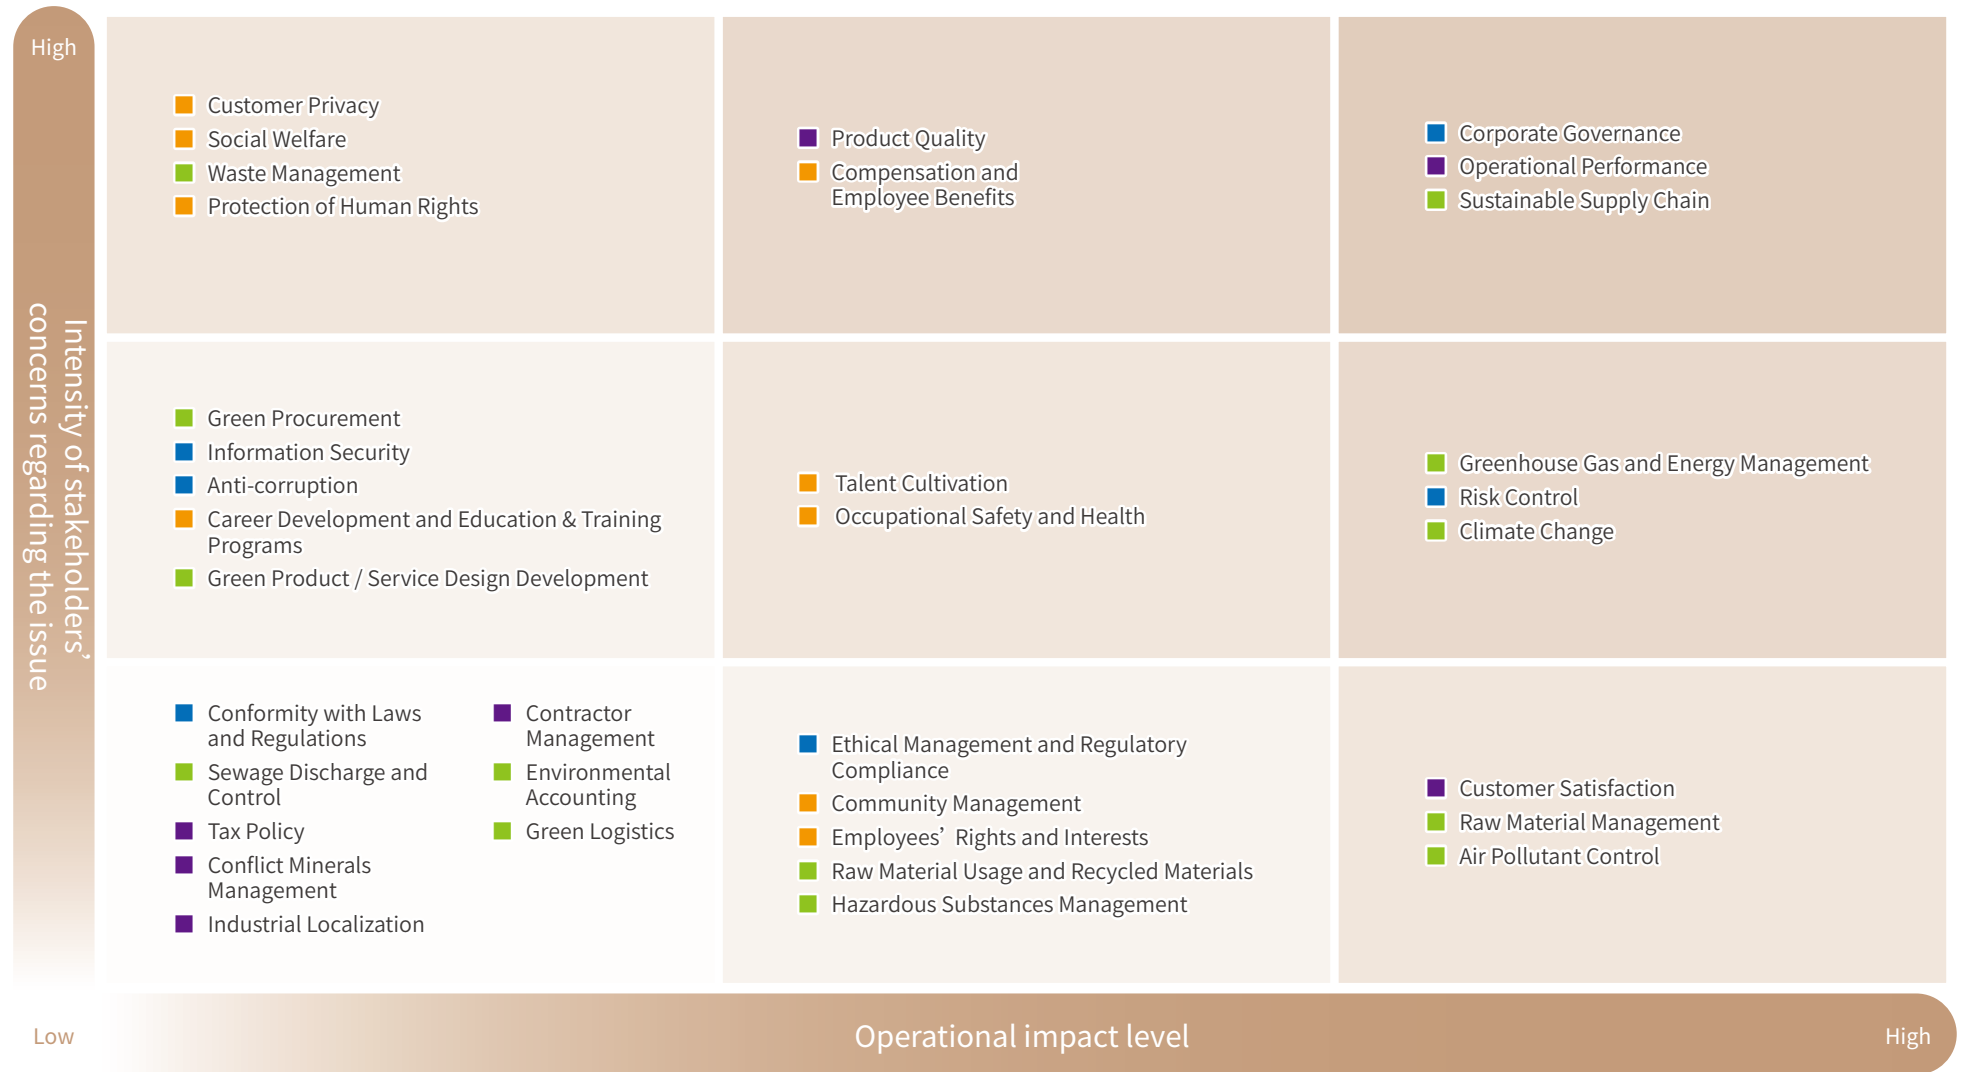 High
Intensity of stakeholders’
concerns regarding the issue
Customer Privacy
Social Welfare
Waste Management
Protection of Human Rights
Product Quality
Compensation and
Employee Benefits
Corporate Governance
Operational Performance
Sustainable Supply Chain
Green Procurement
Information Security
Anti-corruption
Career Development and Education & Training
Programs
Green Product / Service Design Development
Talent Cultivation
Occupational Safety and Health
Greenhouse Gas and Energy Management
Risk Control
Climate Change
Conformity with Laws
and Regulations
Sewage Discharge and
Control
Tax Policy
Conflict Minerals
Management
Industrial Localization
Contractor
Management
Environmental
Accounting
Green Logistics
Ethical Management and Regulatory
Compliance
Community Management
Employees’ Rights and Interests
Raw Material Usage and Recycled Materials
Hazardous Substances Management
Customer Satisfaction
Raw Material Management
Air Pollutant Control
Low
Operational impact level
High